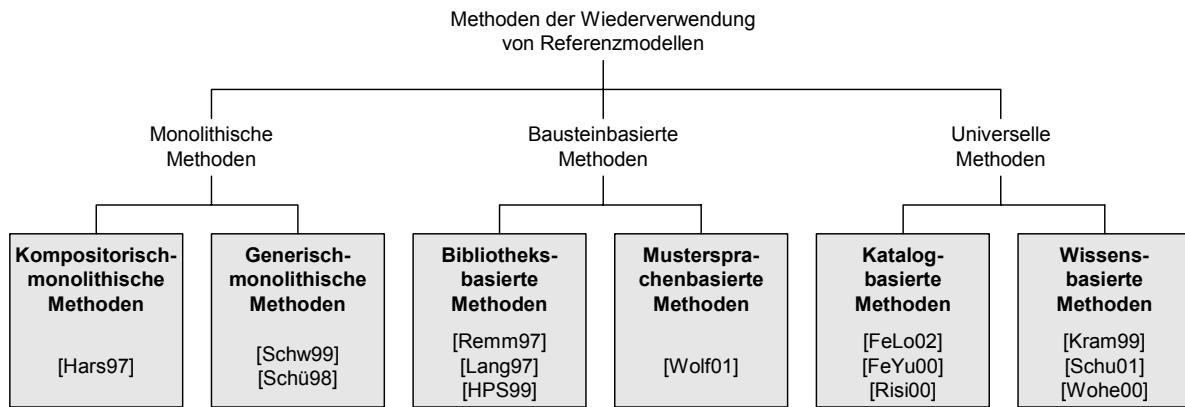 Methoden der Wiederverwendung
von Referenzmodellen
Monolithische
Methoden
Bausteinbasierte
Methoden
Universelle
Methoden
Kompositorisch-
monolithische
Methoden
[Hars97]
Generisch-
monolithische
Methoden
[Schw99]
[Schü98]
Bibliotheks-
basierte
Methoden
[Remm97]
[Lang97]
[HPS99]
Musterspra-
chenbasierte
Methoden
[Wolf01]
Katalog-
basierte
Methoden
[FeLo02]
[FeYu00]
[Risi00]
Wissens-
basierte
Methoden
[Kram99]
[Schu01]
[Wohe00]